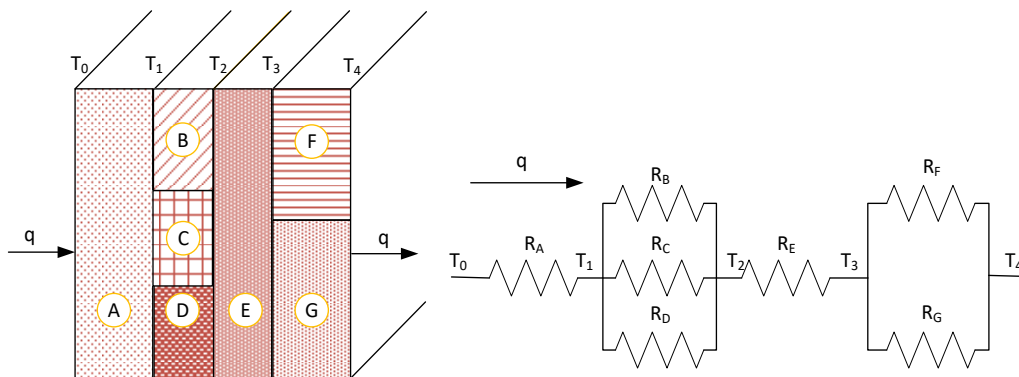 T0 T1 T2 T3 T4
B
F
C
A
D
E
G
q
q
q
RB
RF
T0
RA
T1
RC
T2
RE
T3
T4
RD
RG